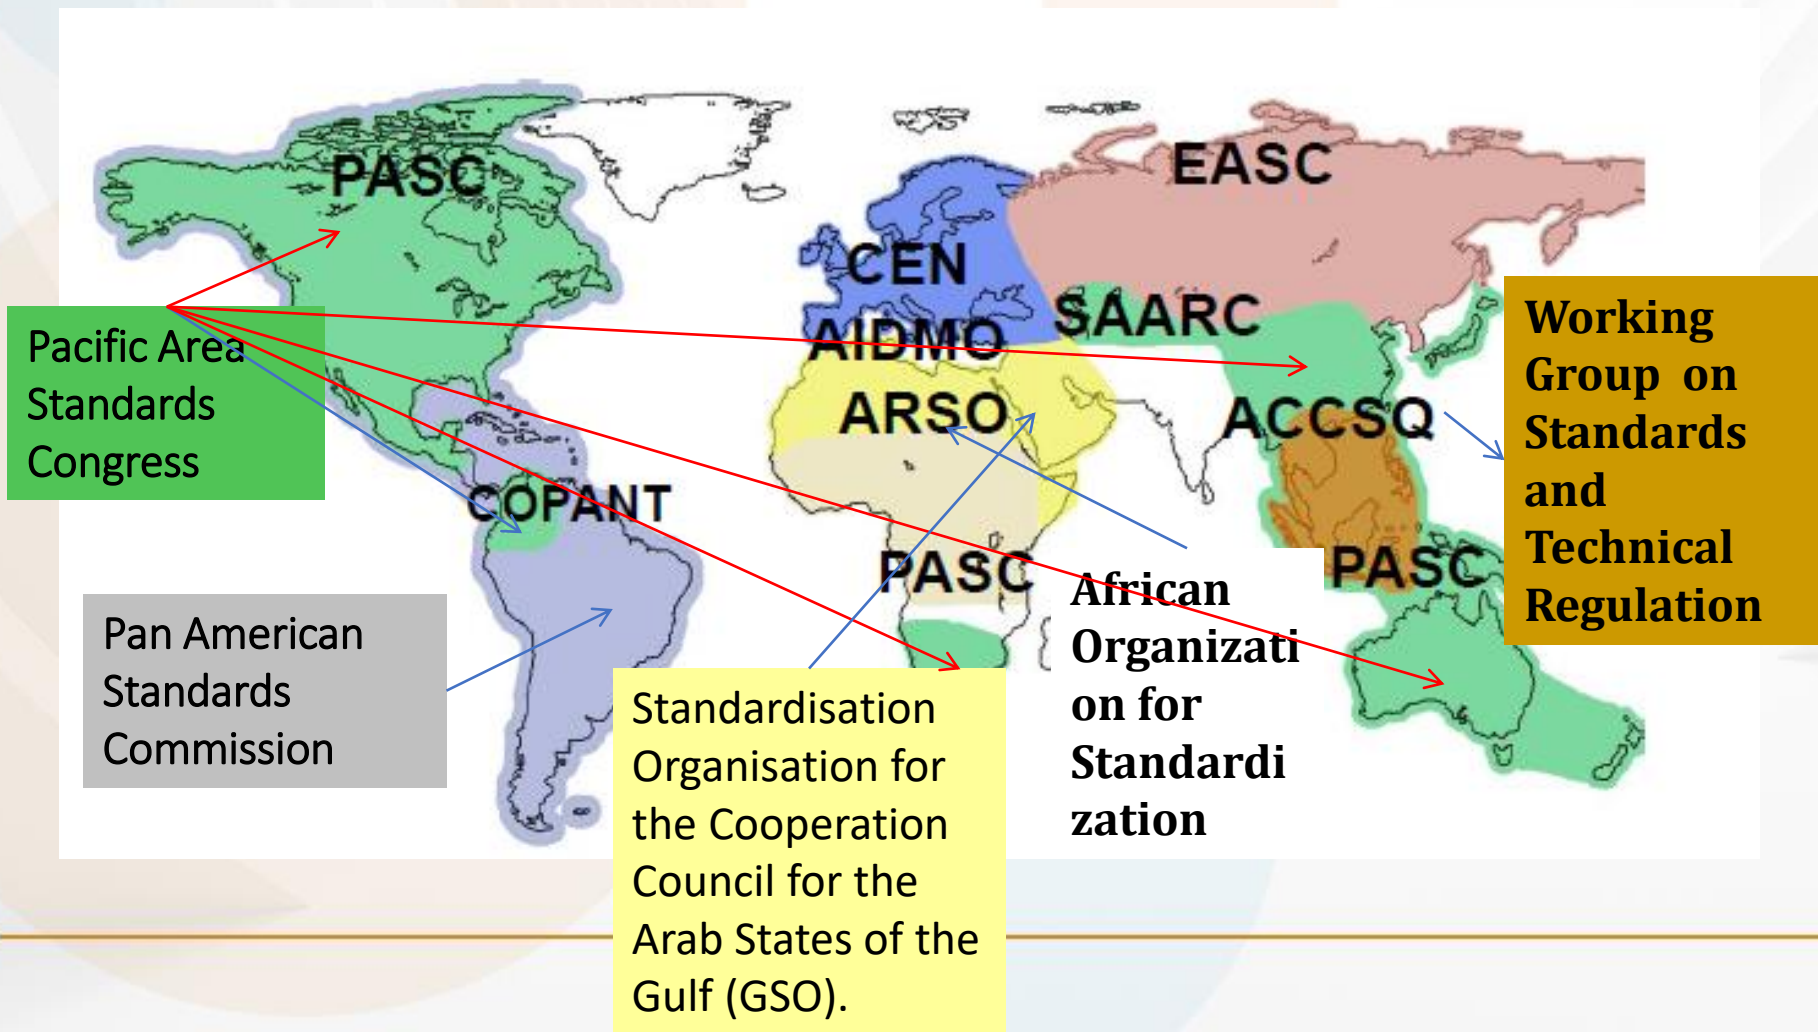 PASC
EASC
CEN
SAARC
AIDMO
ARSO
ACCSQ
COPANT
PASC
PASC
Pacific Area
Standards
Congress
Pan American
Standards
Commission
Standardisation
Organisation for
the Cooperation
Council for the
Arab States of the
Gulf (GSO).
African
Organizati
on for
Standardi
zation
Working
Group on
Standards
and
Technical
Regulation